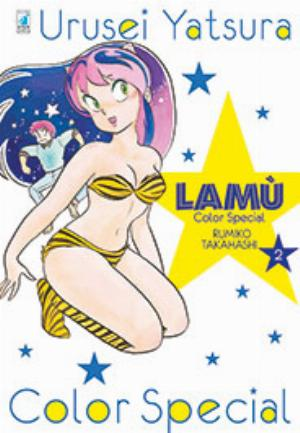 Urusei Yatsura
LAMÙ
Color Special
RUMIKO
TAKAHASHI
2
Color Special